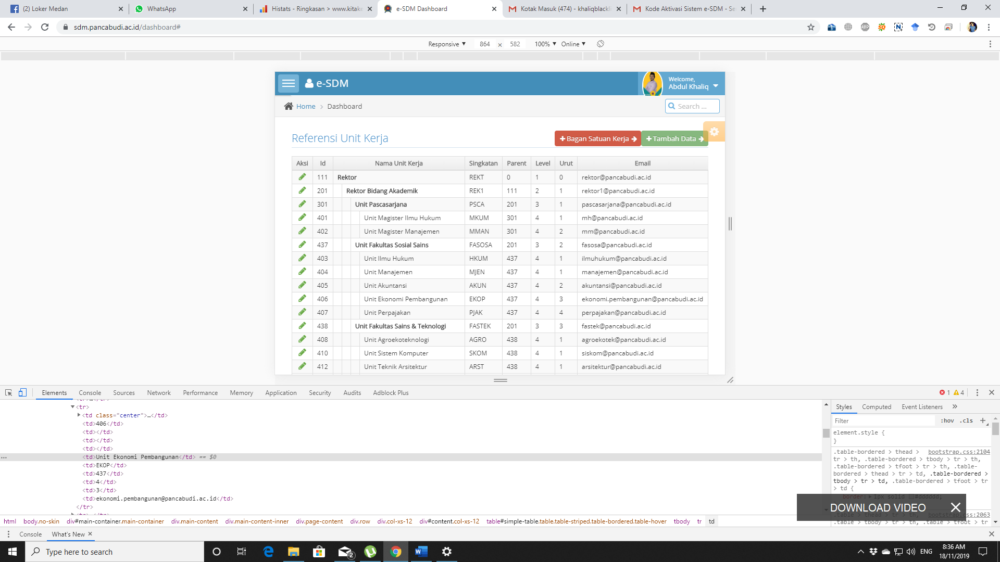 (2) Loker Medan
WhatsApp
Histats - Ringkasan > www.kitake
e-SDM Dashboard
Kotak Masuk (474) - khaliqblackli
Kode Aktivasi Sistem e-SDM - Se
sdm.pancabudi.ac.id/dashboard#
Responsive 864 x 582 100% Online
e-SDM
Welcome,
Abdul Khaliq
Home > Dashboard
Search ...
Referensi Unit Kerja
Bagan Satuan Kerja
Tambah Data
Aksi Id Nama Unit Kerja Singkatan Parent Level Urut Email
111 Rektor REKT 0 1 0 rektor@pancabudi.ac.id
201 Rektor Bidang Akademik REK1 111 2 1 rektor1@pancabudi.ac.id
301 Unit Pascasarjana PSCA 201 3 1 pascasarjana@pancabudi.ac.id
401 Unit Magister Ilmu Hukum MKUM 301 4 1 mh@pancabudi.ac.id
402 Unit Magister Manajemen MMAN 301 4 2 mm@pancabudi.ac.id
437 Unit Fakultas Sosial Sains FASOSA 201 3 2 fasosa@pancabudi.ac.id
403 Unit Ilmu Hukum HKUM 437 4 1 ilmuhukum@pancabudi.ac.id
404 Unit Manajemen MJEN 437 4 1 manajemen@pancabudi.ac.id
405 Unit Akuntansi AKUN 437 4 2 akuntansi@pancabudi.ac.id
406 Unit Ekonomi Pembangunan EKOP 437 4 3 ekonomi.pembangunan@pancabudi.ac.id
407 Unit Perpajakan PJAK 437 4 4 perpajakan@pancabudi.ac.id
438 Unit Fakultas Sains & Teknologi FASTEK 201 3 3 fastek@pancabudi.ac.id
408 Unit Agroekoteknologi AGRO 438 4 1 agroekotek@pancabudi.ac.id
410 Unit Sistem Komputer SKOM 438 4 1 siskom@pancabudi.ac.id
412 Unit Teknik Arsitektur ARST 438 4 1 arsitektur@pancabudi.ac.id
Elements Console Sources Network Performance Memory Application Security Audits Adblock Plus
1 4
<tr>
<td class="center">…</td>
<td>406</td>
<td></td>
<td></td>
<td></td>
<td>Unit Ekonomi Pembangunan</td> == $0
<td>EKOP</td>
<td>437</td>
<td>4</td>
<td>3</td>
<td>ekonomi.pembangunan@pancabudi.ac.id</td>
</tr>
Styles Computed Event Listeners »
Filter :hov .cls +
element.style {
}
.table-bordered > thead > bootstrap.css:2104
tr > th, .table-bordered > tbody > tr > th,
.table-bordered > tfoot > tr > th, .table-
bordered > thead > tr > td, .table-bordered >
tbody > tr > td, .table-bordered > tfoot > tr
> td {
border: 1px solid #dddddd;
DOWNLOAD VIDEO
.table > thead > tr > th, bootstrap.css:2063
.table > tbody > tr > th, .table > tfoot > tr
html body.no-skin div#main-container.main-container div.main-content div.main-content-inner div.page-content div.row div.col-xs-12 div#content.col-xs-12 table#simple-table.table.table-striped.table-bordered.table-hover tbody tr td
Console What's New
Type here to search
2
ENG
8:36 AM
18/11/2019